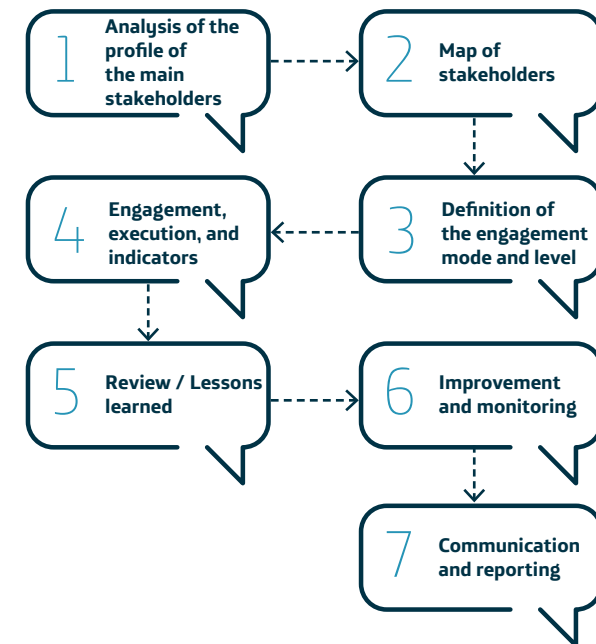 1
Analysis of the
profile of
the main
stakeholders
2
Map of
stakeholders
3
Definition of
the engagement
mode and level
4
Engagement,
execution, and
indicators
5
Review / Lessons
learned
6
Improvement
and monitoring
7
Communication
and reporting